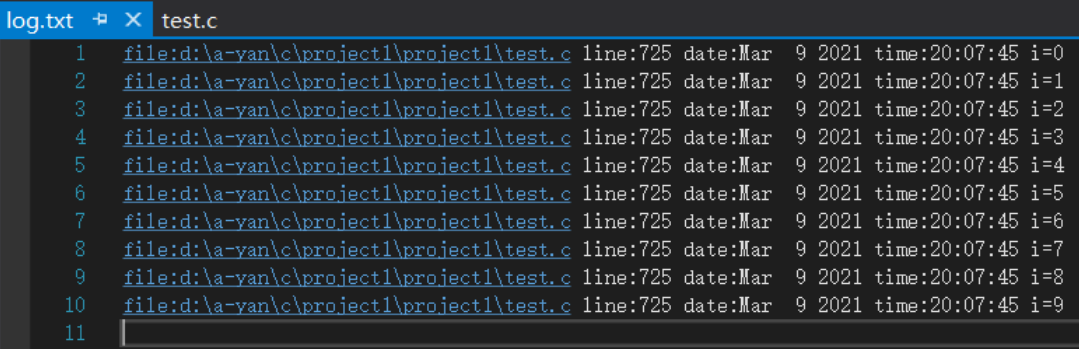 log.txt test.c
1 file:d:\a-yan\c\project1\project1\test.c line:725 date:Mar  9 2021 time:20:07:45 i=0
2 file:d:\a-yan\c\project1\project1\test.c line:725 date:Mar  9 2021 time:20:07:45 i=1
3 file:d:\a-yan\c\project1\project1\test.c line:725 date:Mar  9 2021 time:20:07:45 i=2
4 file:d:\a-yan\c\project1\project1\test.c line:725 date:Mar  9 2021 time:20:07:45 i=3
5 file:d:\a-yan\c\project1\project1\test.c line:725 date:Mar  9 2021 time:20:07:45 i=4
6 file:d:\a-yan\c\project1\project1\test.c line:725 date:Mar  9 2021 time:20:07:45 i=5
7 file:d:\a-yan\c\project1\project1\test.c line:725 date:Mar  9 2021 time:20:07:45 i=6
8 file:d:\a-yan\c\project1\project1\test.c line:725 date:Mar  9 2021 time:20:07:45 i=7
9 file:d:\a-yan\c\project1\project1\test.c line:725 date:Mar  9 2021 time:20:07:45 i=8
10 file:d:\a-yan\c\project1\project1\test.c line:725 date:Mar  9 2021 time:20:07:45 i=9
11